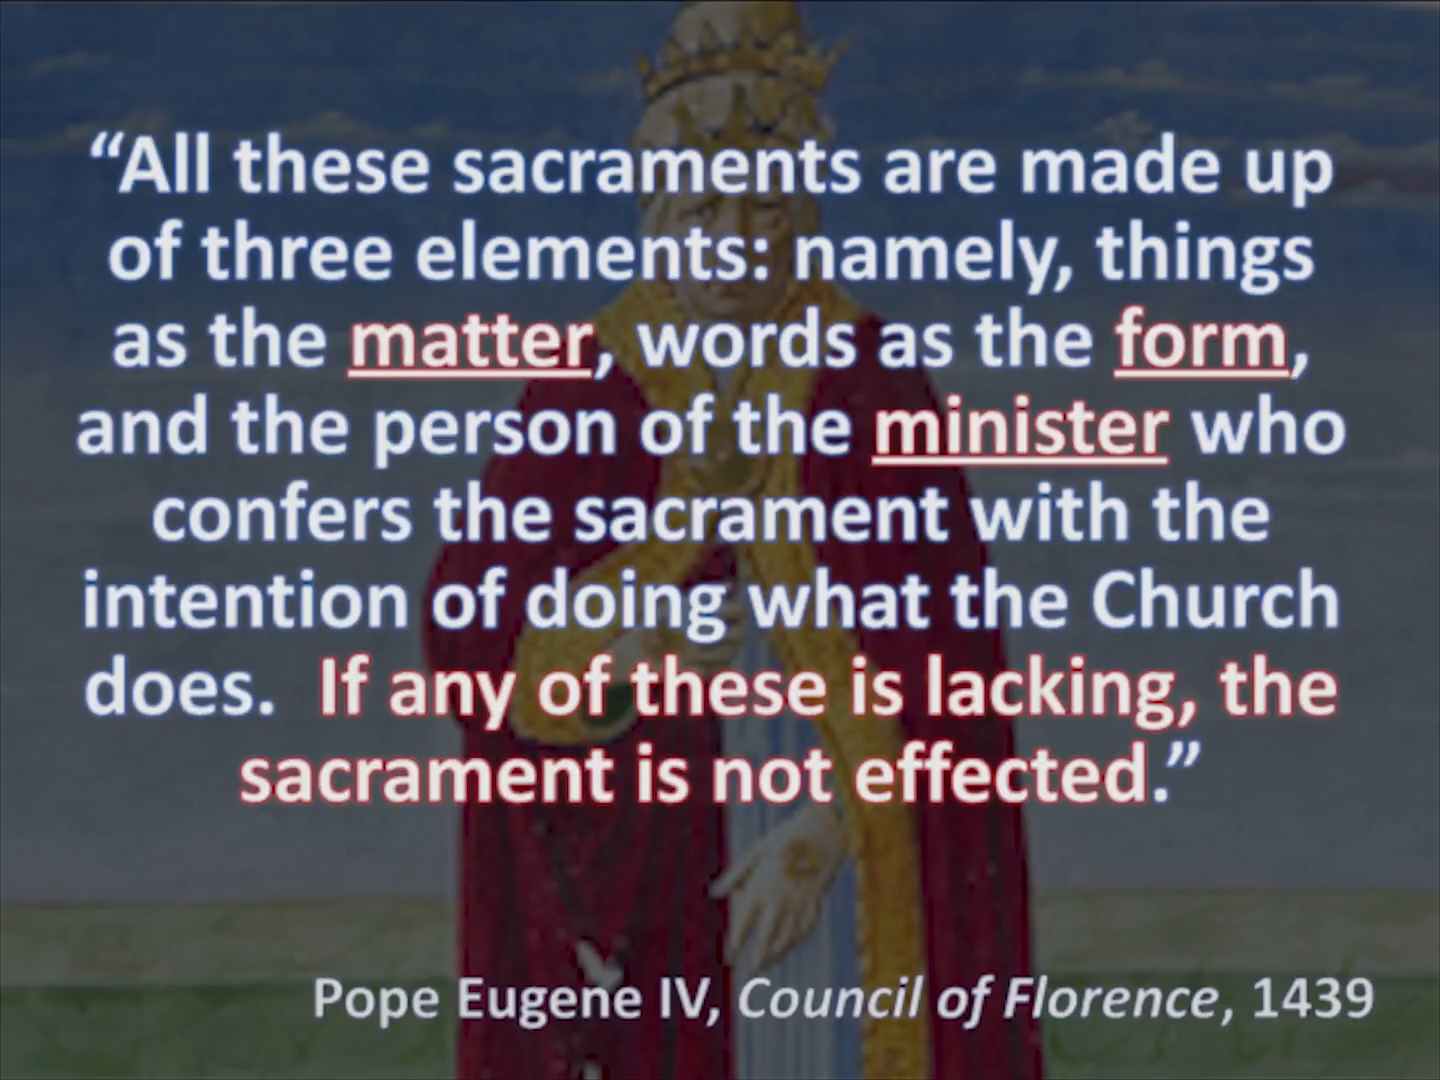 “All these sacraments are made up
of three elements: namely, things
as the matter, words as the form,
and the person of the minister who
confers the sacrament with the
intention of doing what the Church
does.  If any of these is lacking, the
sacrament is not effected.”
Pope Eugene IV, Council of Florence, 1439